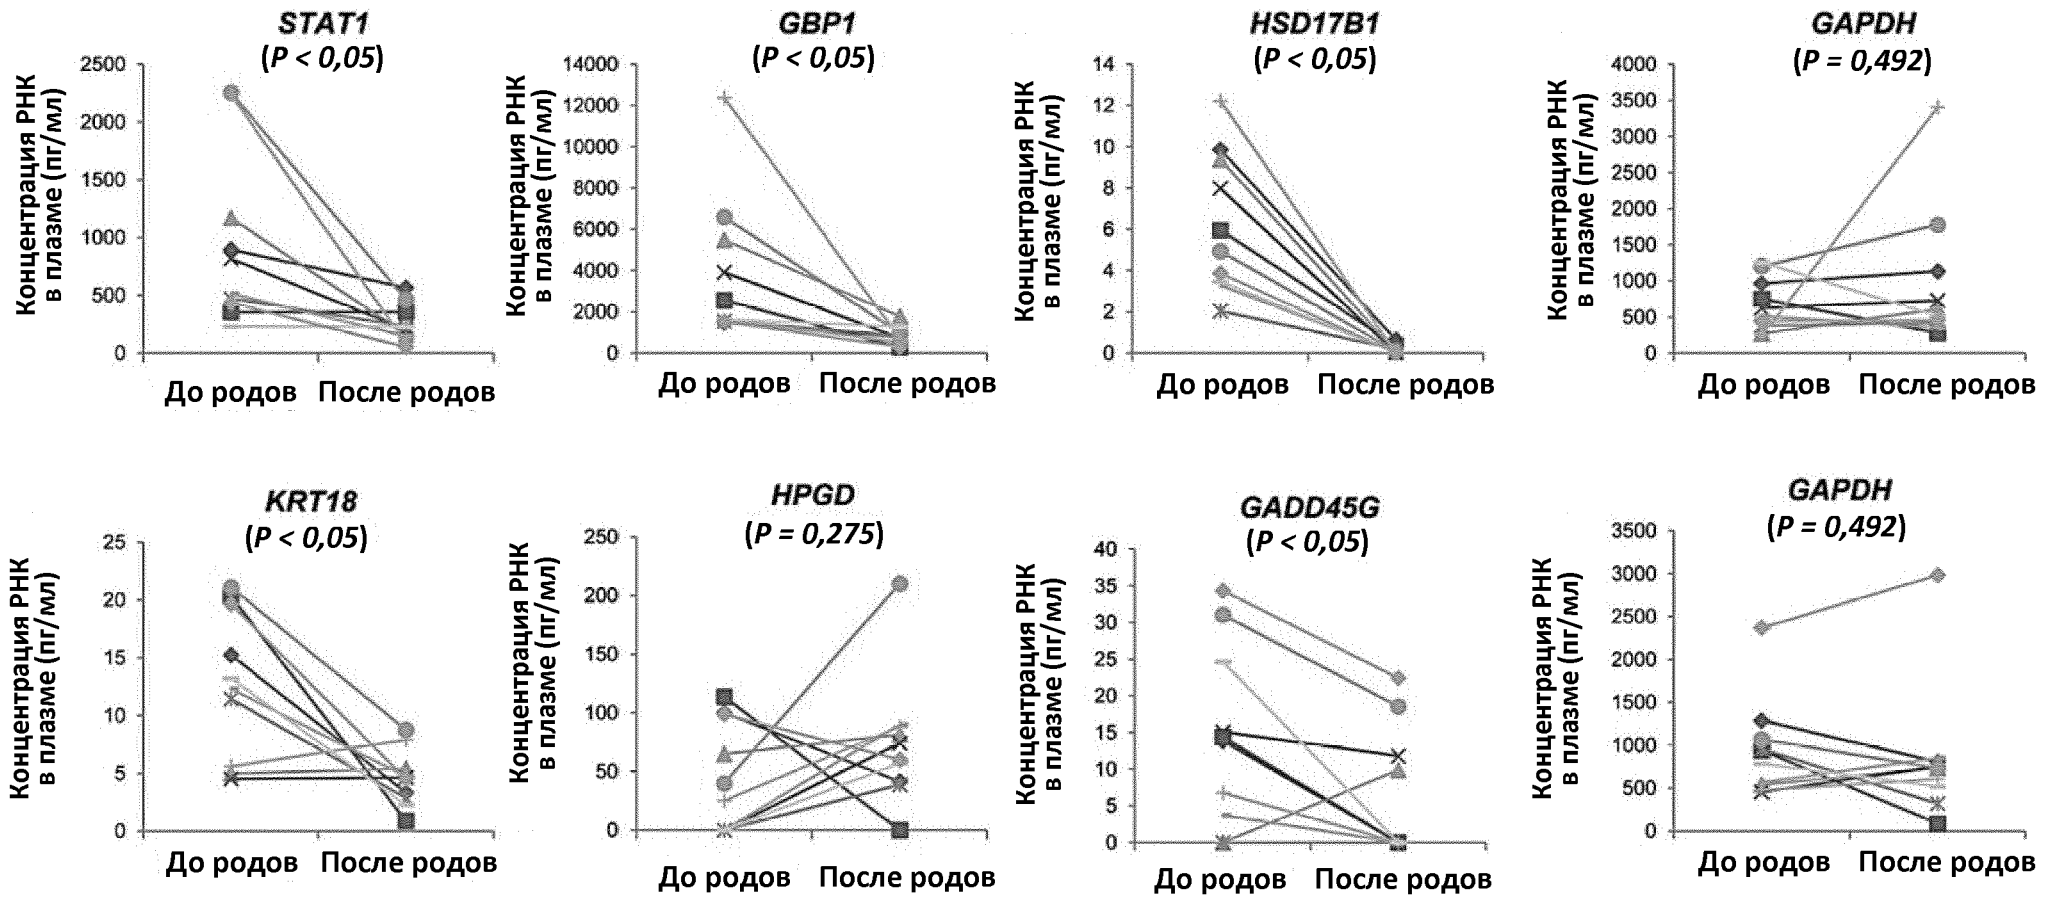 STAT1
(P < 0,05)
Концентрация РНК
в плазме (пг/мл)
2500
2000
1500
1000
500
0
До родов После родов
GBP1
(P < 0,05)
Концентрация РНК
в плазме (пг/мл)
14000
12000
10000
8000
6000
4000
2000
0
До родов После родов
HSD17B1
(P < 0,05)
Концентрация РНК
в плазме (пг/мл)
14
12
10
8
6
4
2
0
До родов После родов
GAPDH
(P = 0,492)
Концентрация РНК
в плазме (пг/мл)
4000
3500
3000
2500
2000
1500
1000
500
0
До родов После родов
KRT18
(P < 0,05)
Концентрация РНК
в плазме (пг/мл)
25
20
15
10
5
0
До родов После родов
HPGD
(P = 0,275)
Концентрация РНК
в плазме (пг/мл)
250
200
150
100
50
0
До родов После родов
GADD45G
(P < 0,05)
Концентрация РНК
в плазме (пг/мл)
40
35
30
25
20
15
10
5
0
До родов После родов
GAPDH
(P = 0,492)
Концентрация РНК
в плазме (пг/мл)
3500
3000
2500
2000
1500
1000
500
0
До родов После родов